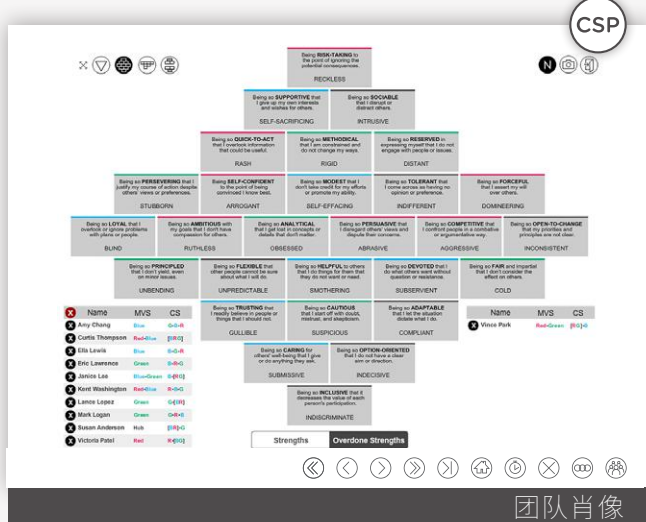 CSP
N
Being RISK-TAKING to
the point of ignoring the
potential consequences.
RECKLESS
Being so SUPPORTIVE that
I give up my own interests
and wishes for others.
SELF-SACRIFICING
Being so SOCIABLE
that I disrupt or
distract others.
INTRUSIVE
Being so QUICK-TO-ACT
that I overlook information
that could be useful.
RASH
Being so METHODICAL
that I am constrained and
do not change my ways.
RIGID
Being so RESERVED in
expressing myself that I do not
engage with people or issues.
DISTANT
Being so PERSEVERING that I
justify my course of action despite
others' views or preferences.
STUBBORN
Being SELF-CONFIDENT
to the point of being
convinced I know best.
ARROGANT
Being so MODEST that I
don't take credit for my efforts
or promote my ability.
SELF-EFFACING
Being so TOLERANT that
I come across as having no
opinion or preference.
INDIFFERENT
Being so FORCEFUL
that I assert my will
over others.
DOMINEERING
Being so LOYAL that I
overlook or ignore problems
with plans or people.
BLIND
Being so AMBITIOUS with
my goals that I don't have
compassion for others.
RUTHLESS
Being so ANALYTICAL
that I get lost in concepts or
details that don't matter.
OBSESSED
Being so PERSUASIVE that
I disregard others' views and
dispute their concerns.
ABRASIVE
Being so COMPETITIVE that
I confront people in a combative
or argumentative way.
AGGRESSIVE
Being so OPEN-TO-CHANGE
that my priorities and
principles are not clear.
INCONSISTENT
Being so PRINCIPLED
that I don't yield, even
on minor issues.
UNBENDING
Being so FLEXIBLE that
other people cannot be sure
about what I will do.
UNPREDICTABLE
Being so HELPFUL to others
that I do things for them that
they do not want or need.
SMOTHERING
Being so DEVOTED that I
do what others want without
question or resistance.
SUBSERVIENT
Being so FAIR and impartial
that I don't consider the
effect on others.
COLD
Being so TRUSTING that
I readily believe in people or
things that I should not.
GULLIBLE
Being so CAUTIOUS
that I start off with doubt,
mistrust, and skepticism.
SUSPICIOUS
Being so ADAPTABLE
that I let the situation
dictate what I do.
COMPLIANT
Being so CARING for
others' well-being that I give
or do anything they ask.
SUBMISSIVE
Being so OPTION-ORIENTED
that I do not have a clear
aim or direction.
INDECISIVE
Being so INCLUSIVE that it
decreases the value of each
person's participation.
INDISCRIMINATE
X Name MVS CS
X Amy Chang Blue G-B-R
X Curtis Thompson Red-Blue [BRG]
X Ella Lewis Blue B-G-R
X Eric Lawrence Green B-R-G
X Janice Lee Blue-Green G-[RG]
X Kent Washington Red-Blue R-B-G
X Lance Lopez Green G-[BR]
X Mark Logan Green G-R-B
X Susan Anderson Hub [BR]-G
X Victoria Patel Red R-[BG]
Name MVS CS
X Vince Park Red-Green [RG]-B
Strengths Overdone Strengths
团队肖像